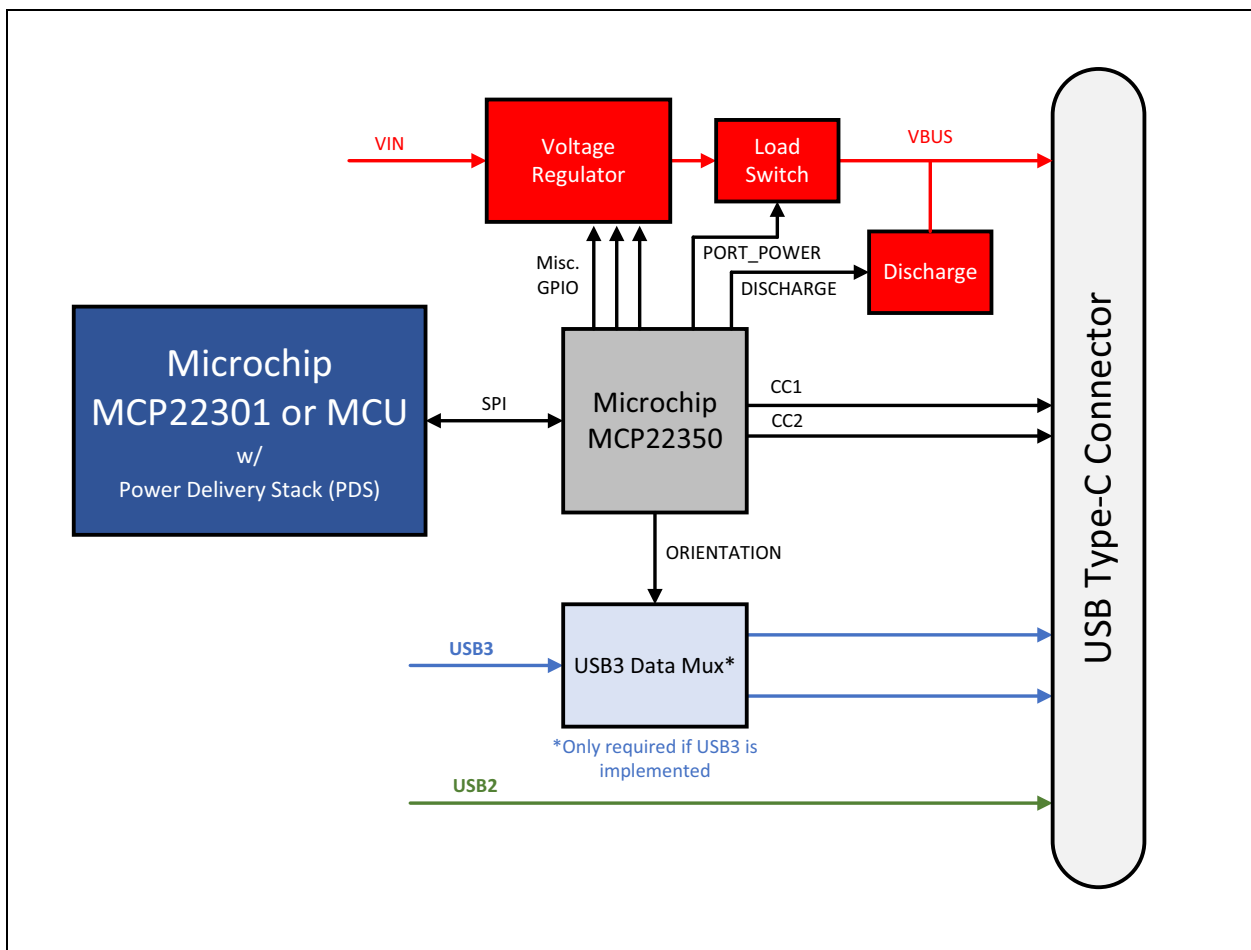 VIN
Voltage
Regulator
Load
Switch
VBUS
Misc.
GPIO
PORT_POWER
DISCHARGE
Discharge
Microchip
MCP22301 or MCU
w/
Power Delivery Stack (PDS)
SPI
Microchip
MCP22350
CC1
CC2
ORIENTATION
USB3
USB3 Data Mux*
*Only required if USB3 is
implemented
USB2
USB Type-C Connector